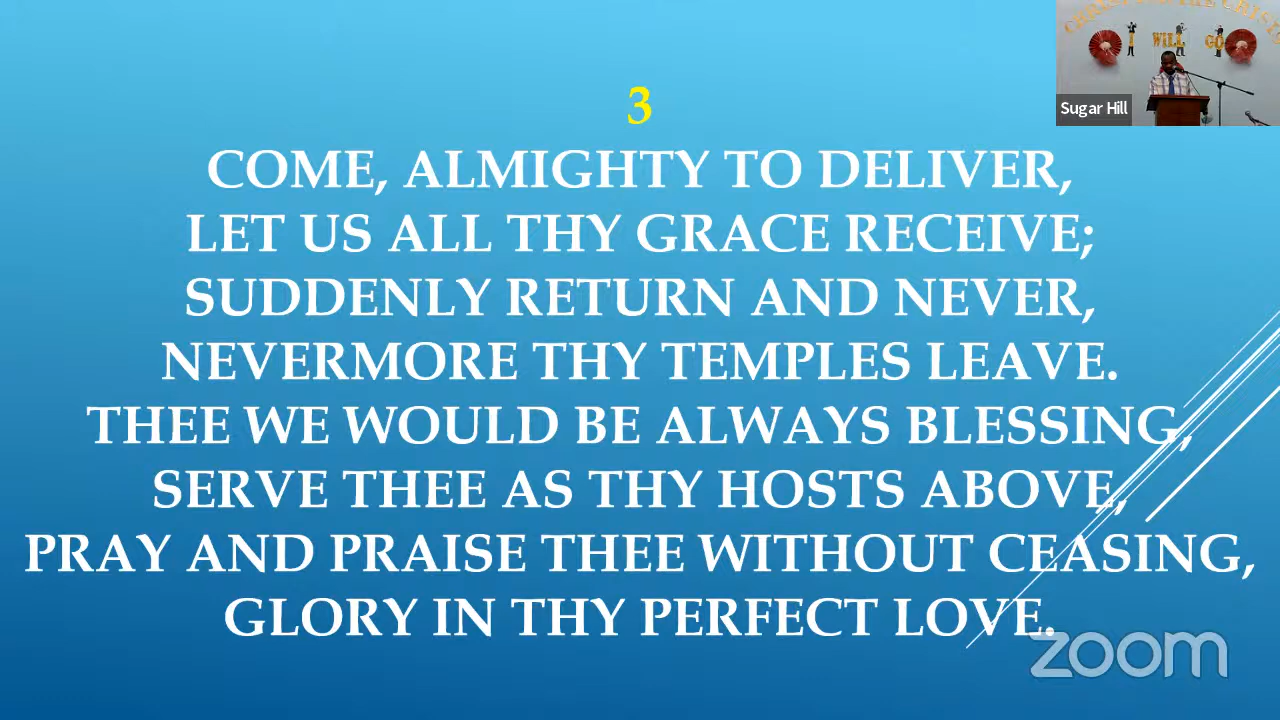 3
COME, ALMIGHTY TO DELIVER,
LET US ALL THY GRACE RECEIVE;
SUDDENLY RETURN AND NEVER,
NEVERMORE THY TEMPLES LEAVE.
THEE WE WOULD BE ALWAYS BLESSING,
SERVE THEE AS THY HOSTS ABOVE,
PRAY AND PRAISE THEE WITHOUT CEASING,
GLORY IN THY PERFECT LOVE.
I WILL GO
Sugar Hill
zoom